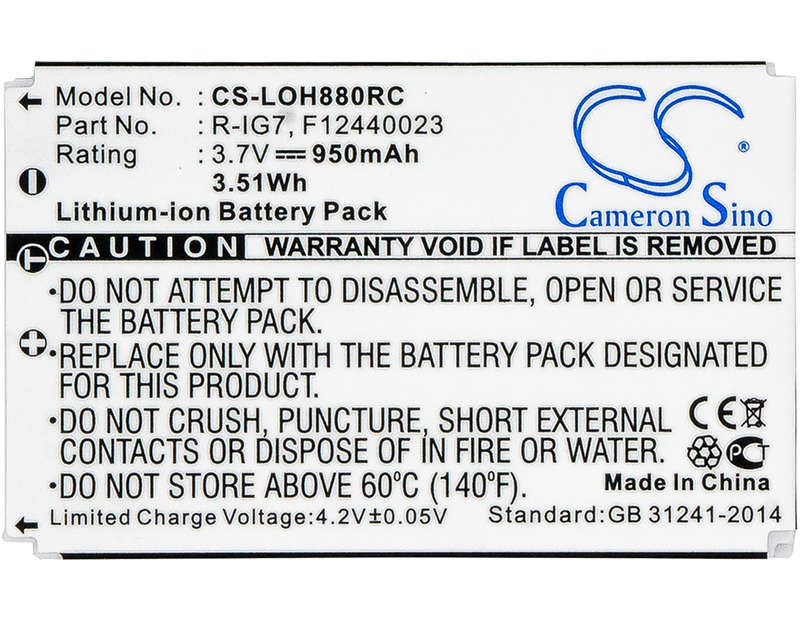 Model No. : CS-LOH880RC
Part No. : R-IG7, F12440023
Rating : 3.7V 950mAh
3.51Wh
Lithium-ion Battery Pack
CS
®
Cameron Sino
CAUTION WARRANTY VOID IF LABEL IS REMOVED
•DO NOT ATTEMPT TO DISASSEMBLE, OPEN OR SERVICE
THE BATTERY PACK.
•REPLACE ONLY WITH THE BATTERY PACK DESIGNATED
FOR THIS PRODUCT.
•DO NOT CRUSH, PUNCTURE, SHORT EXTERNAL
CONTACTS OR DISPOSE OF IN FIRE OR WATER.
CE
PCT
•DO NOT STORE ABOVE 60°C (140°F).
Made In China
Limited Charge Voltage:4.2V±0.05V
Standard:GB 31241-2014